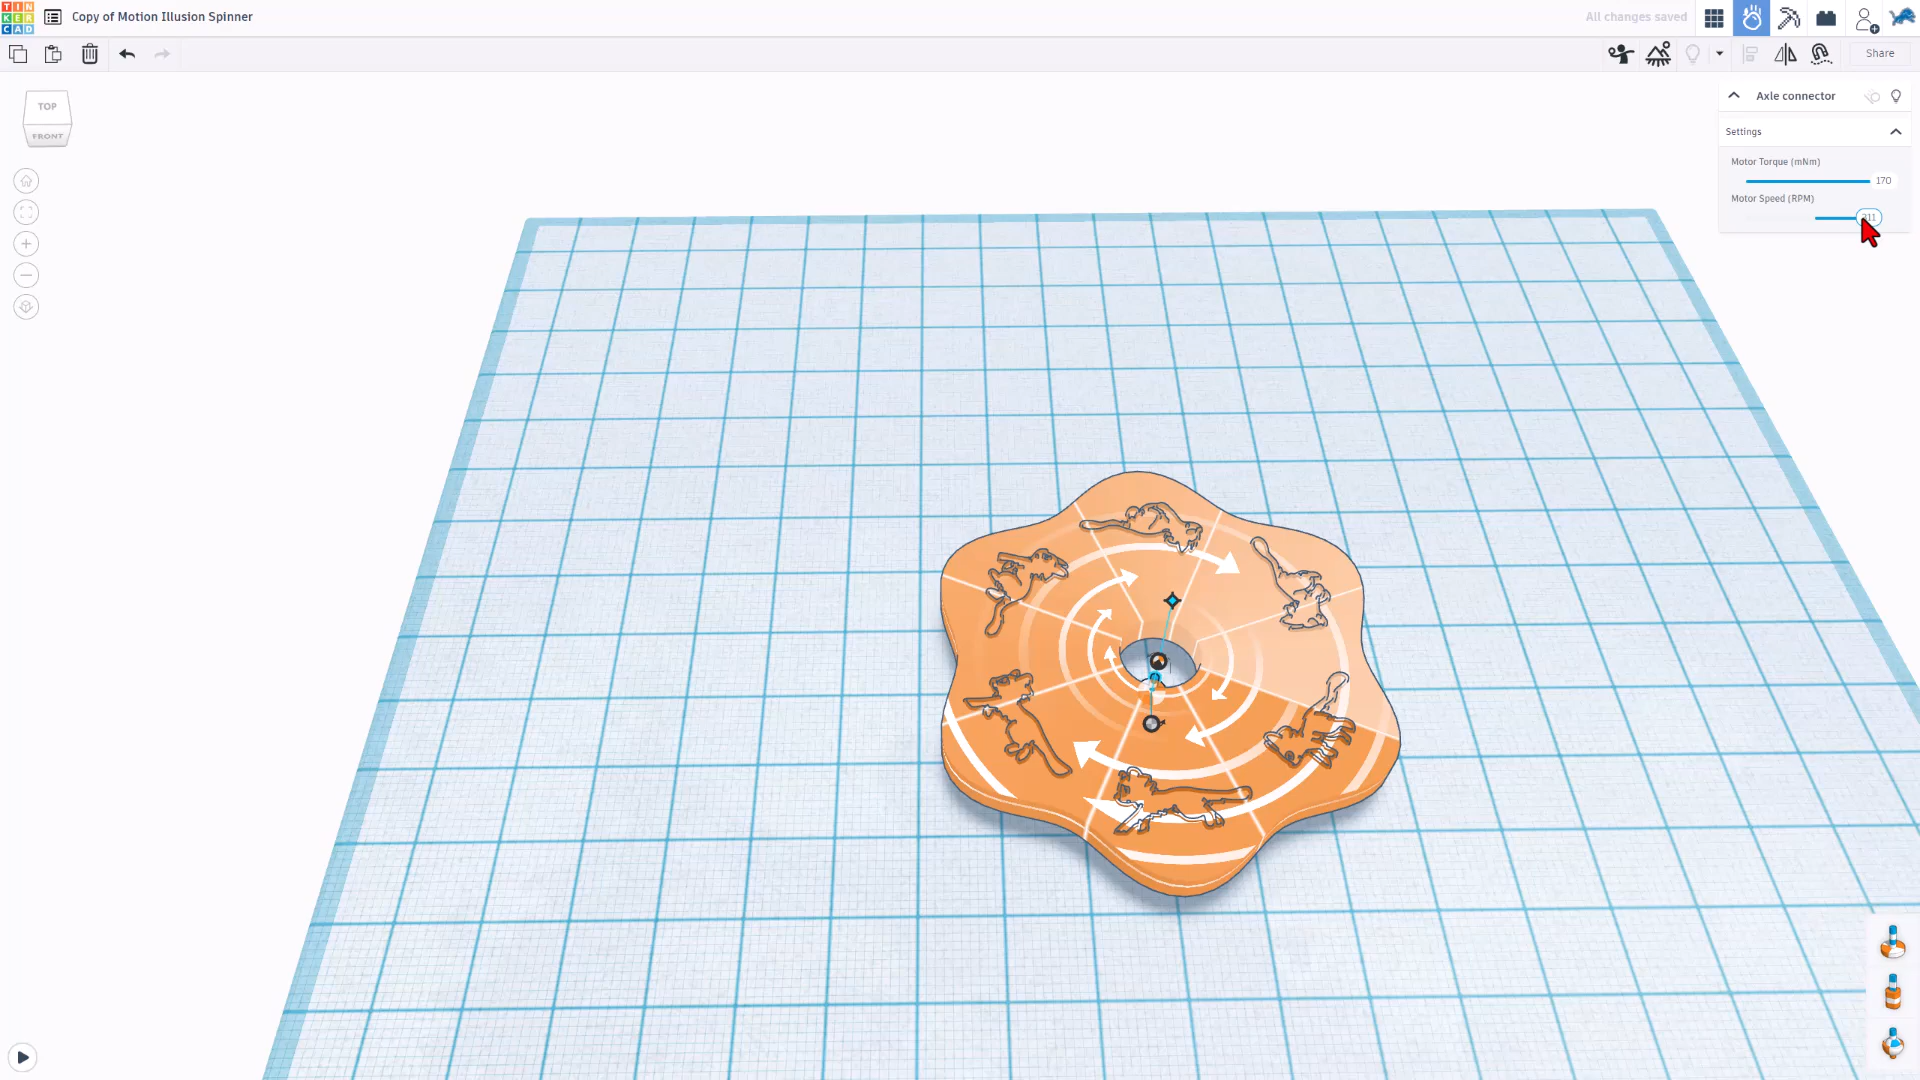 TIN
KER
CAD
Copy of Motion Illusion Spinner
All changes saved
Share
TOP
FRONT
Axle connector
Settings
Motor Torque (mNm)
170
Motor Speed (RPM)